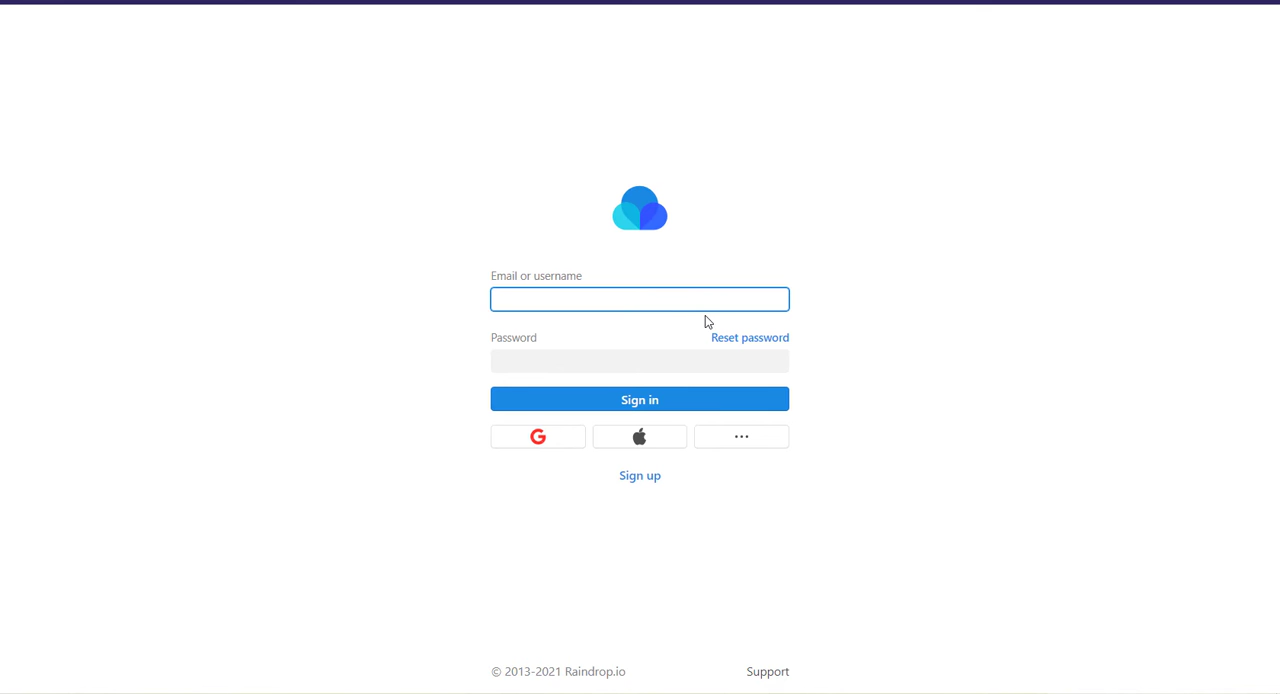 Email or username
Password Reset password
Sign in
Sign up
© 2013-2021 Raindrop.io Support